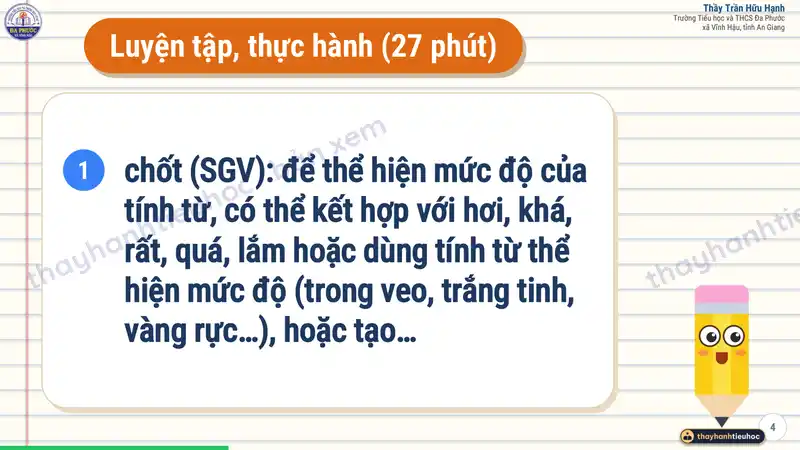 Thầy Trần Hữu Hạnh
Trường Tiểu học và THCS Đa Phước
xã Vĩnh Hậu, tỉnh An Giang
ĐA PHƯỚC
Luyện tập, thực hành (27 phút)
1
chốt (SGV): để thể hiện mức độ của
tính từ, có thể kết hợp với hơi, khá,
rất, quá, lắm hoặc dùng tính từ thể
hiện mức độ (trong veo, trắng tinh,
vàng rực…), hoặc tạo…
4
thayhanhtieuhoc